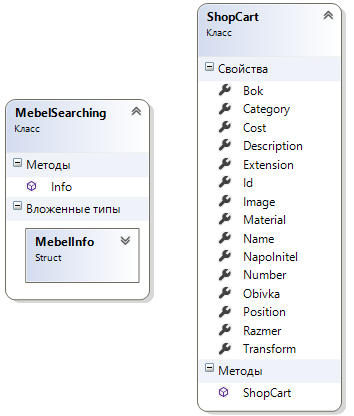 MebelSearching
Класс
Методы
Info
Вложенные типы
MebelInfo
Struct
ShopCart
Класс
Свойства
Bok
Category
Cost
Description
Extension
Id
Image
Material
Name
Napolnitel
Number
Obivka
Position
Razmer
Transform
Методы
ShopCart